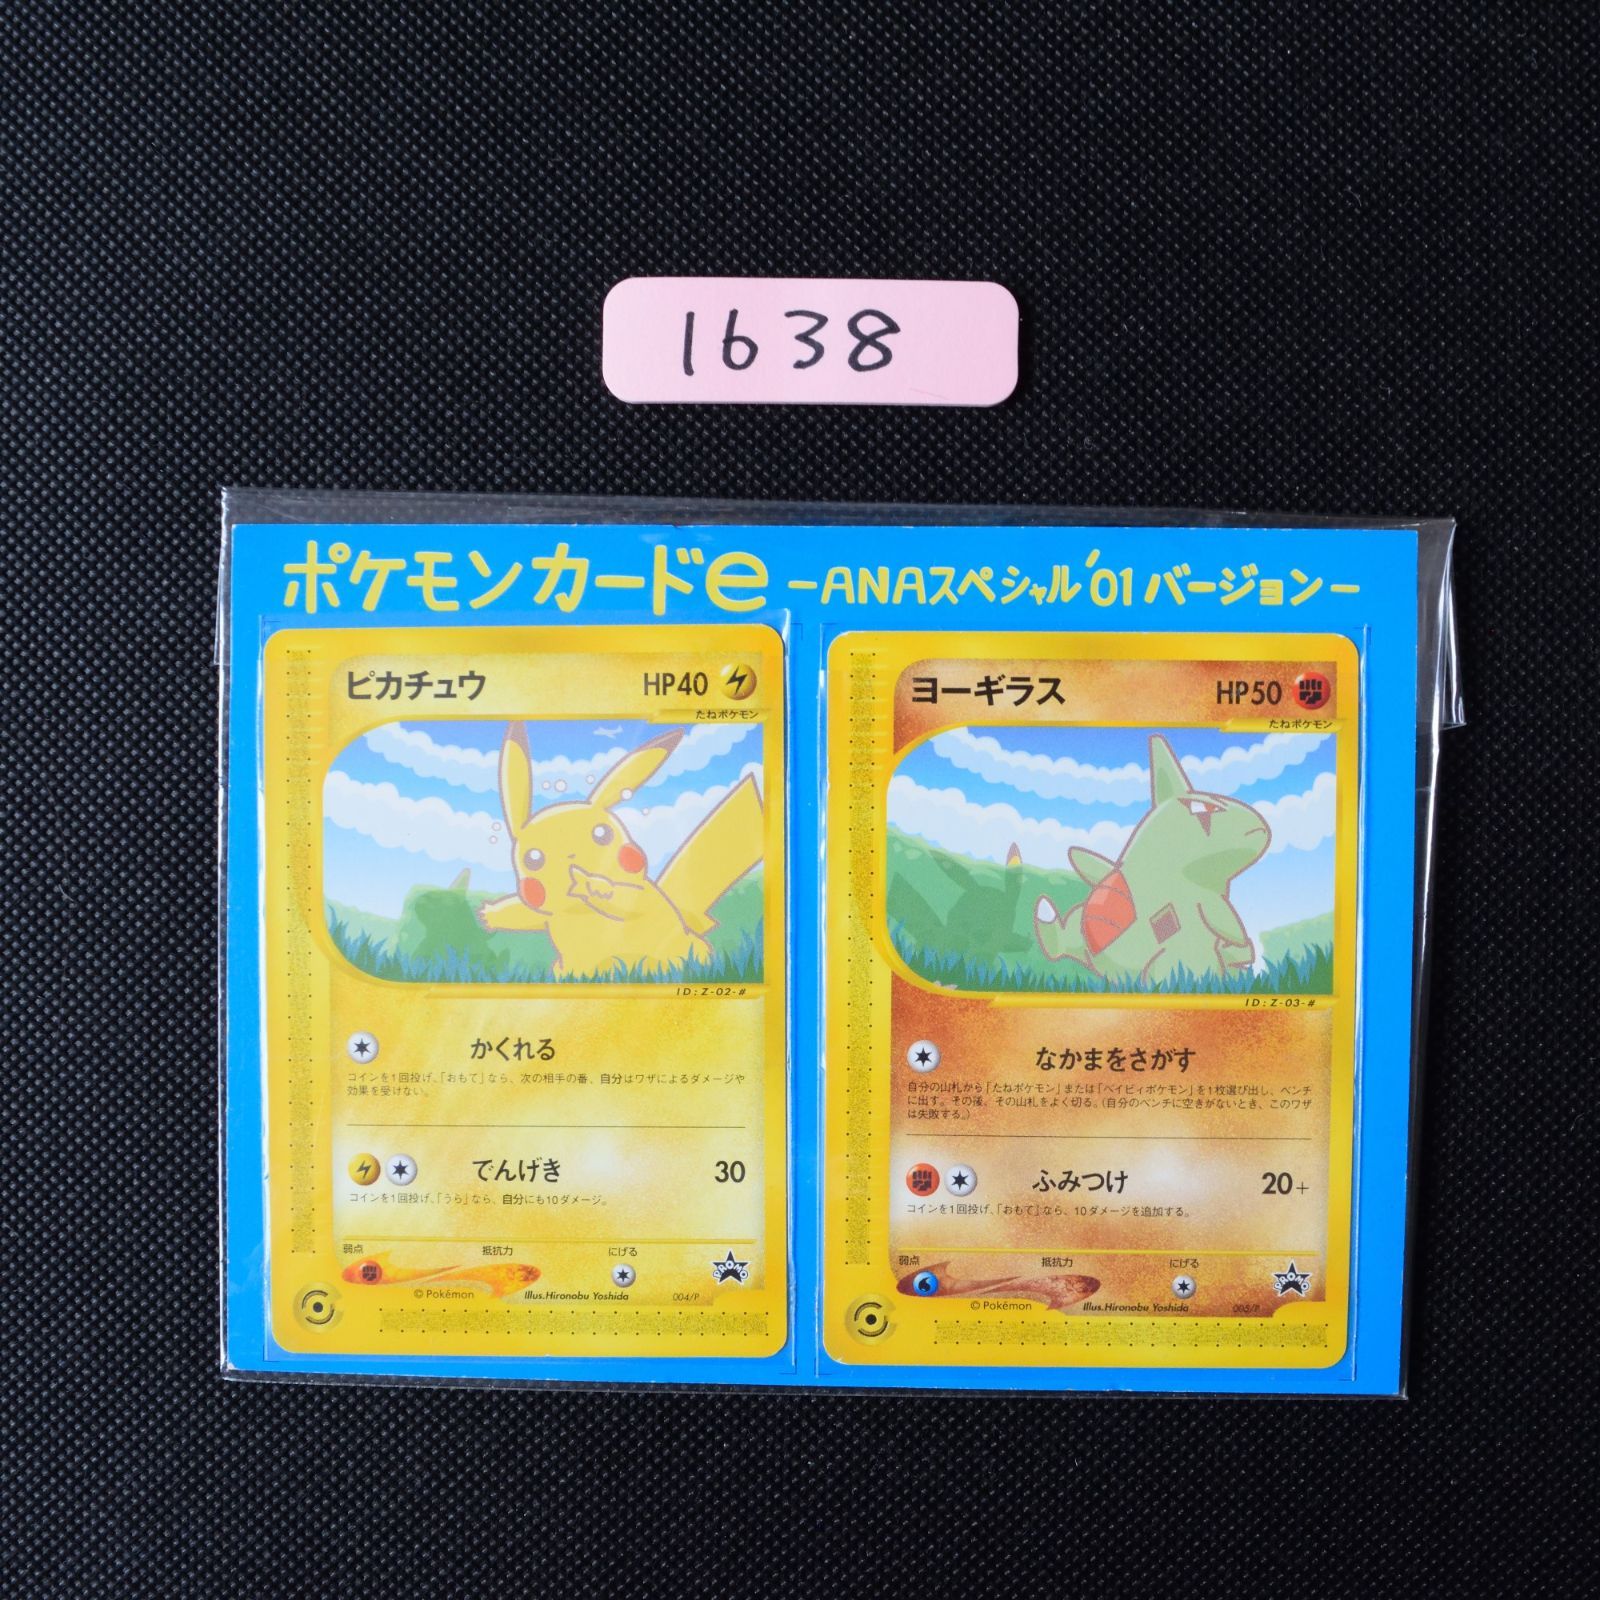 1638
ポケモンカードe -ANAスペシャル'01バージョン-
ピカチュウ HP40
たねポケモン
ID:Z-02-#
かくれる
コインを1回投げ、「おもて」なら、次の相手の番、自分はワザによるダメージや
効果を受けない。
でんげき 30
コインを1回投げ、「うら」なら、自分にも10ダメージ。
弱点 抵抗力 にげる
PROMO
©Pokémon Illus.Hironobu Yoshida 004/P
ヨーギラス HP50
たねポケモン
ID:Z-03-#
なかまをさがす
自分の山札から「たねポケモン」または「ベイビィポケモン」を1枚選び出し、ベンチ
に出す。その後、その山札をよく切る。(自分のベンチに空きがないとき、このワザ
は失敗する。)
ふみつけ 20+
コインを1回投げ、「おもて」なら、10ダメージを追加する。
弱点 抵抗力 にげる
PROMO
©Pokémon Illus.Hironobu Yoshida 005/P